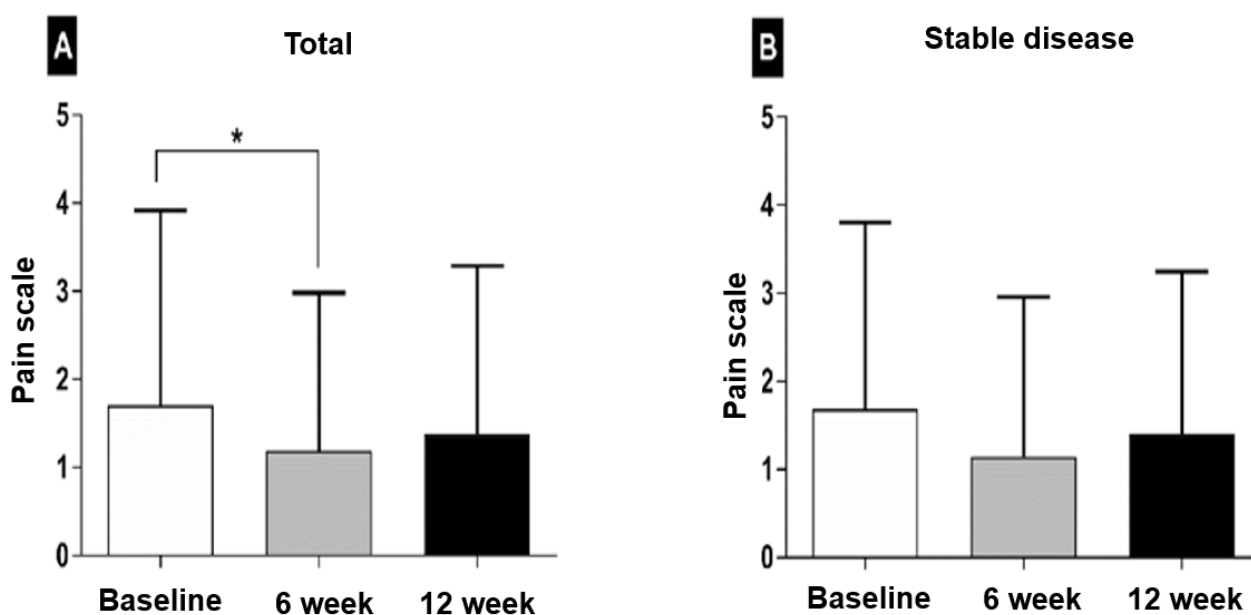 A
Total
Pain scale
5
4
3
2
1
0
*
Baseline
6 week
12 week
B
Stable disease
Pain scale
5
4
3
2
1
0
Baseline
6 week
12 week